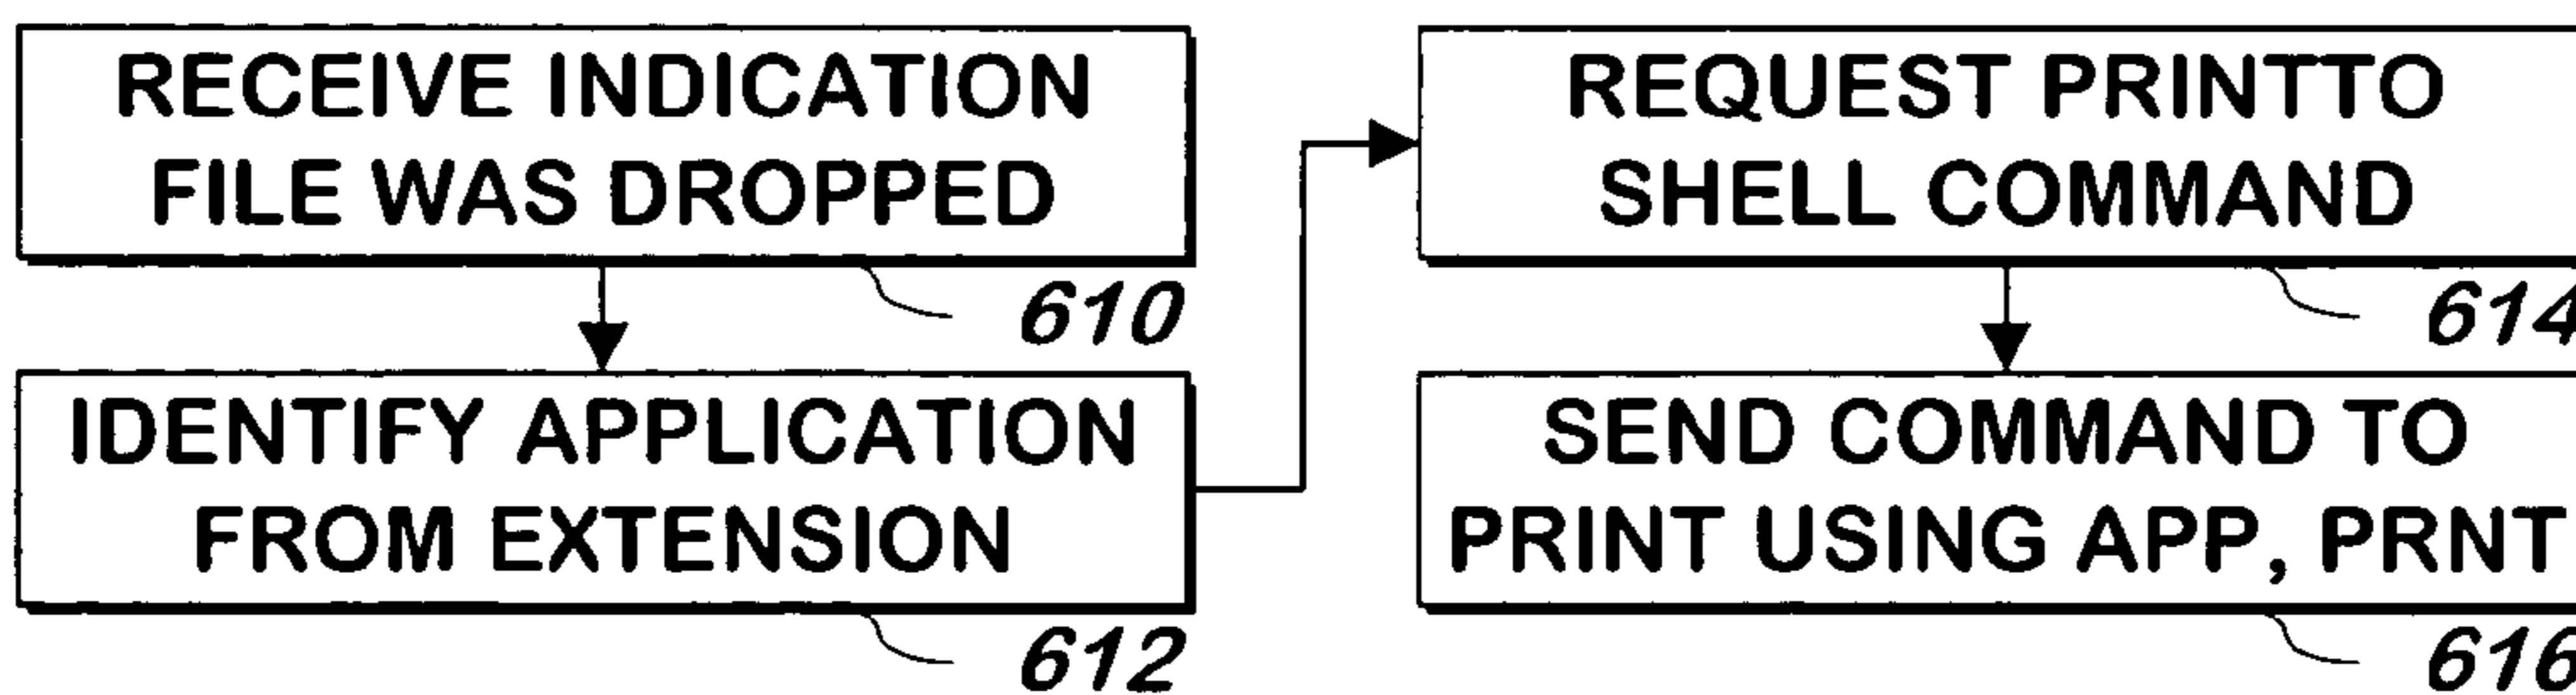 RECEIVE INDICATION
FILE WAS DROPPED
610
IDENTIFY APPLICATION
FROM EXTENSION
612
REQUEST PRINTTO
SHELL COMMAND
614
SEND COMMAND TO
PRINT USING APP, PRNT
616